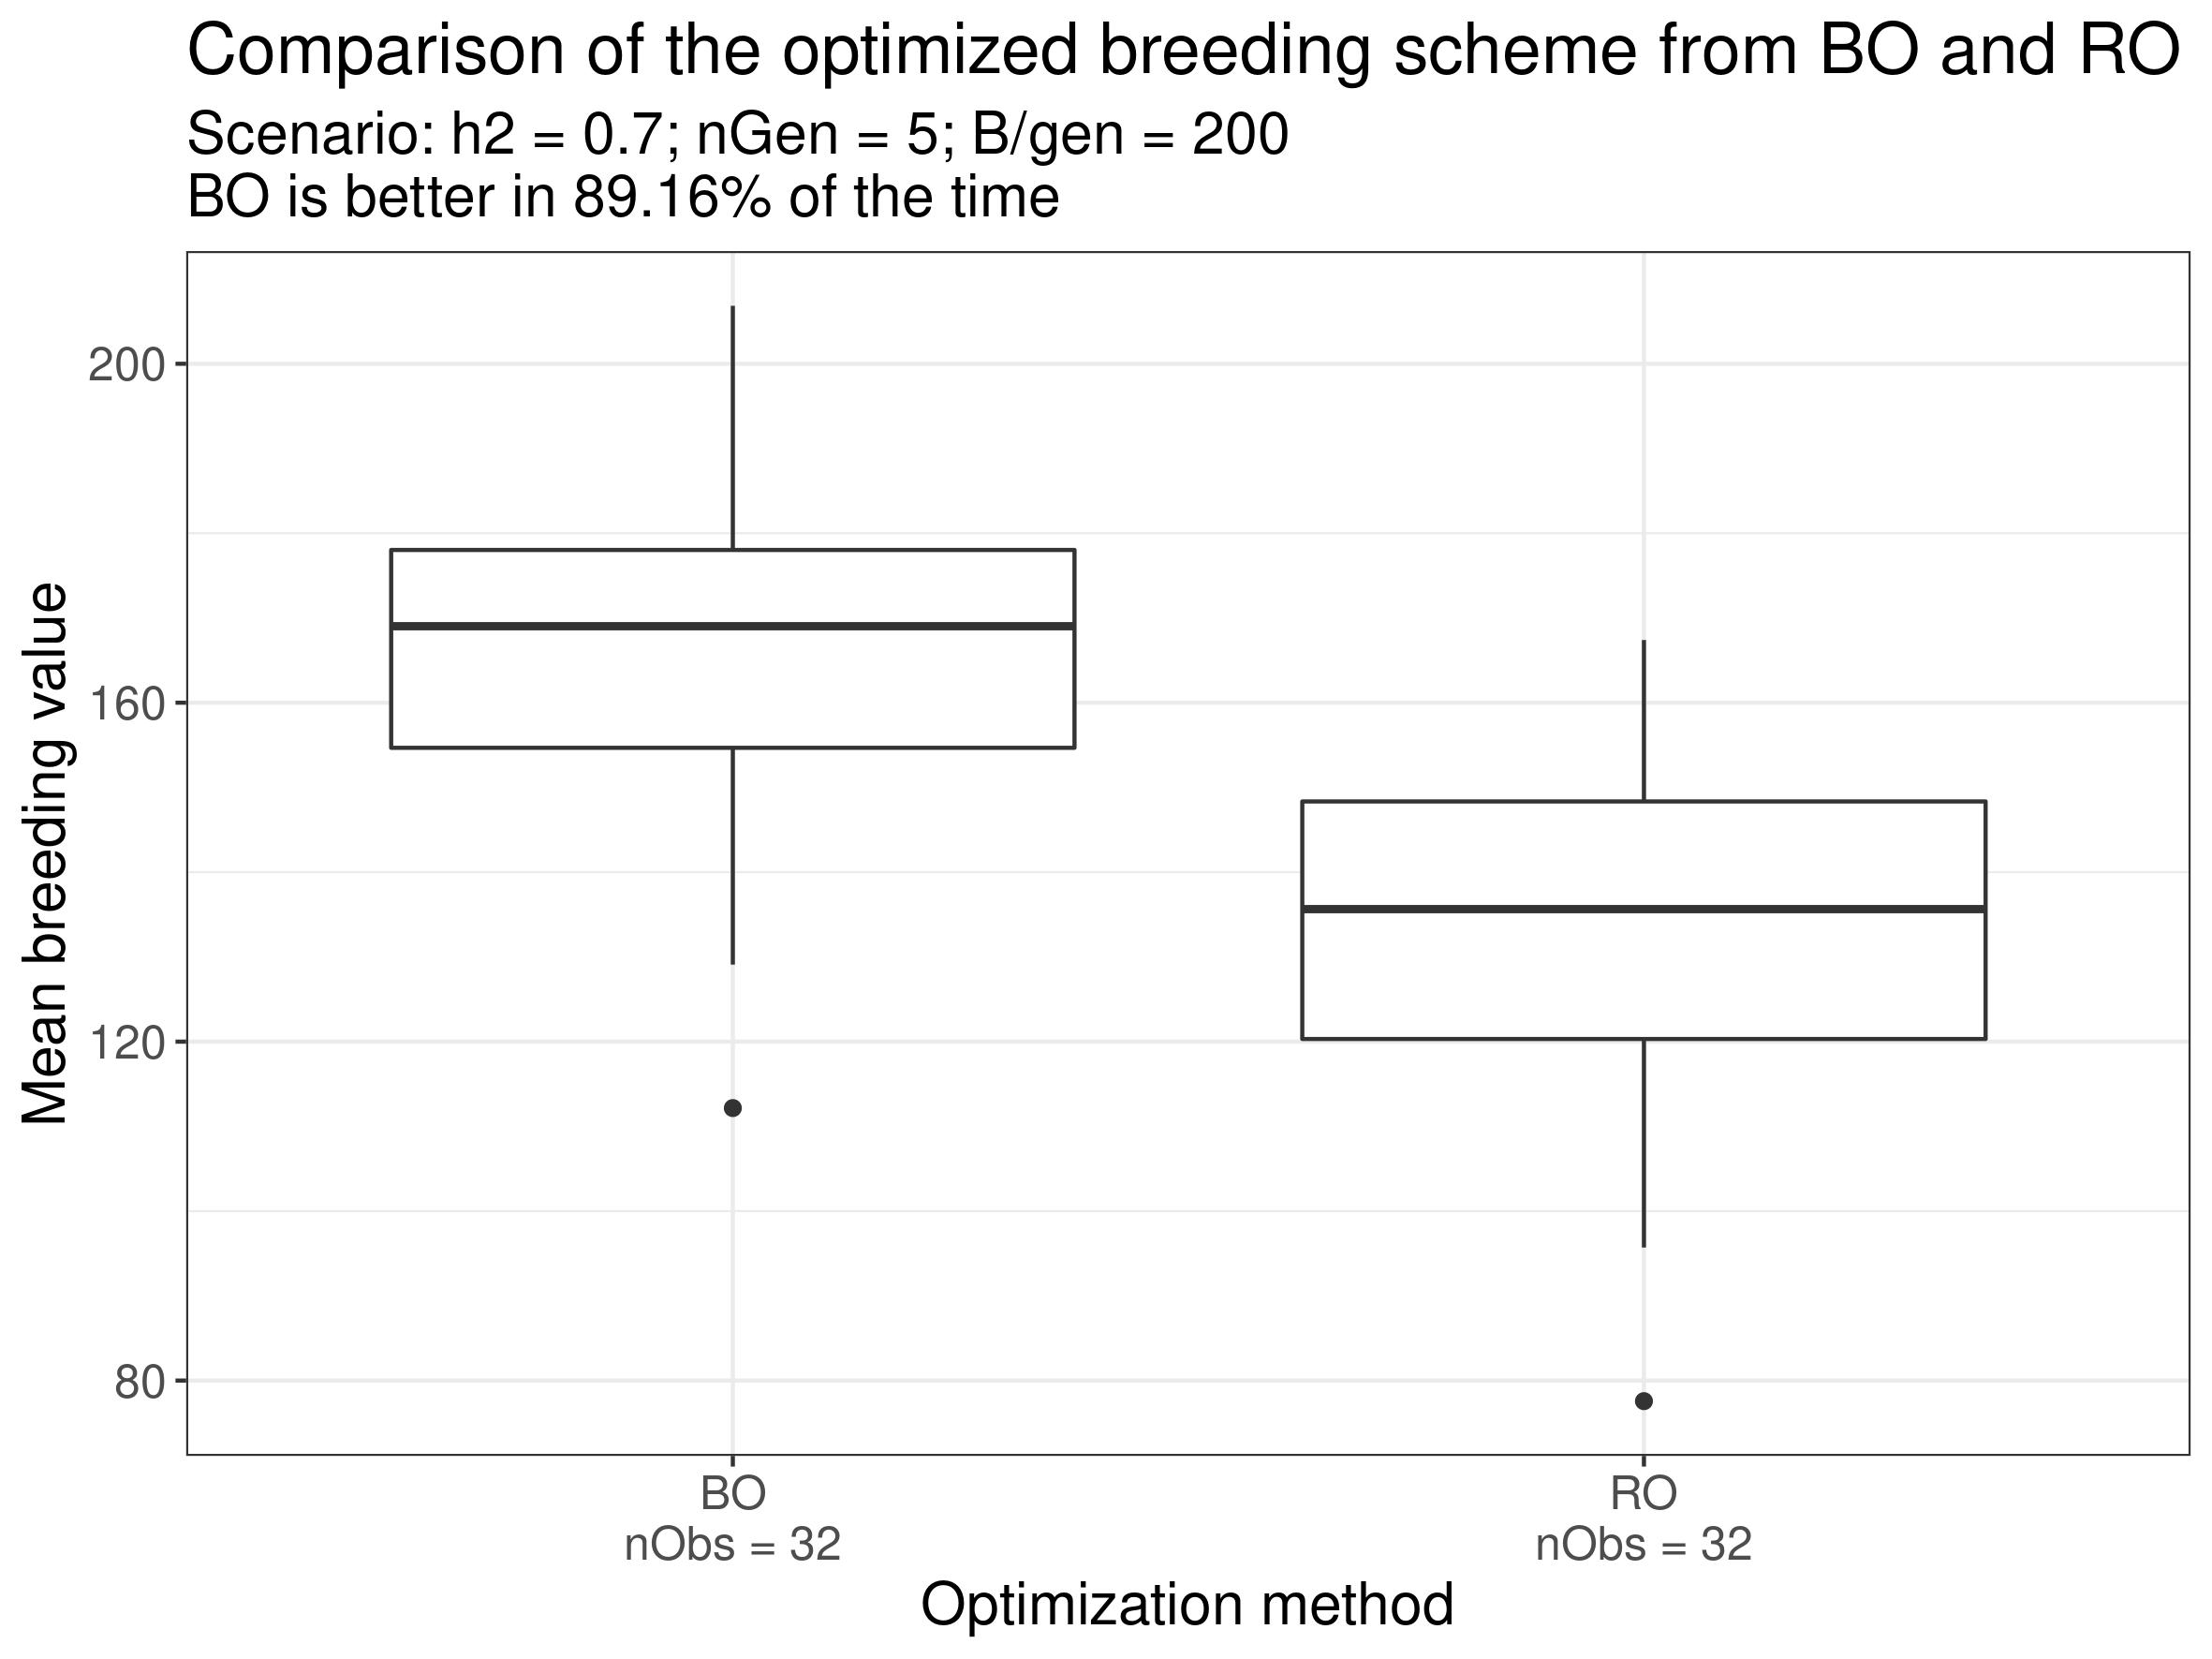 Comparison of the optimized breeding scheme from BO and RO
Scenario: h2 = 0.7; nGen = 5; B/gen = 200
BO is better in 89.16% of the time
Mean breeding value
200
160
120
80
BO
nObs = 32
RO
nObs = 32
Optimization method